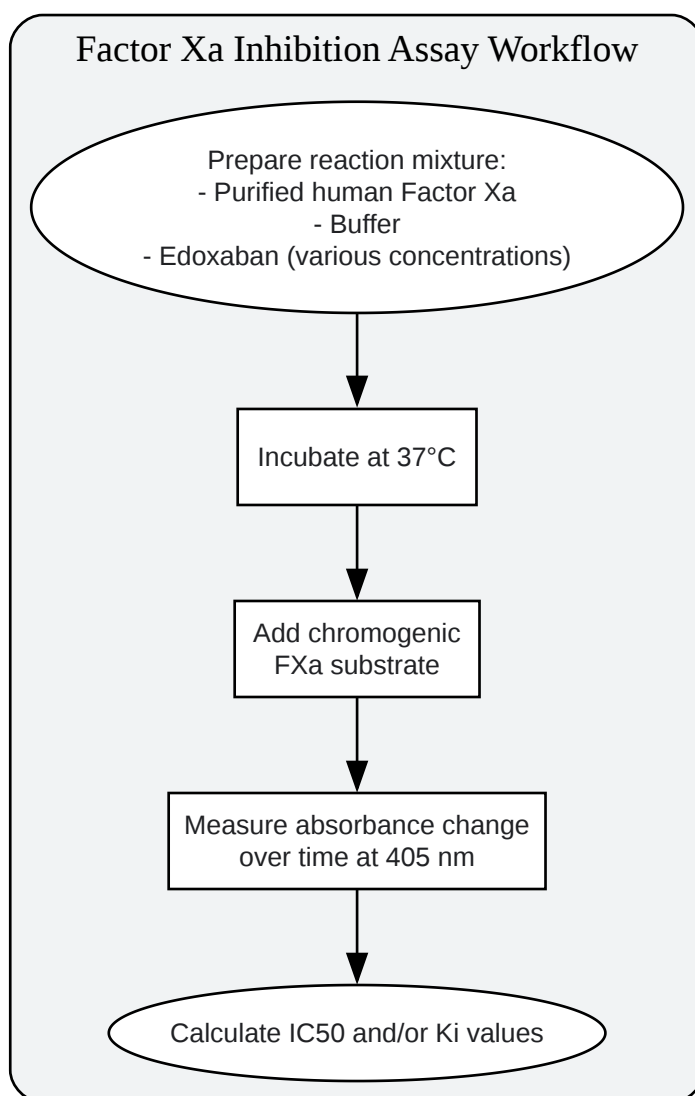 Factor Xa Inhibition Assay Workflow
Prepare reaction mixture:
- Purified human Factor Xa
- Buffer
- Edoxaban (various concentrations)
Incubate at 37°C
Add chromogenic
FXa substrate
Measure absorbance change
over time at 405 nm
Calculate IC50 and/or Ki values